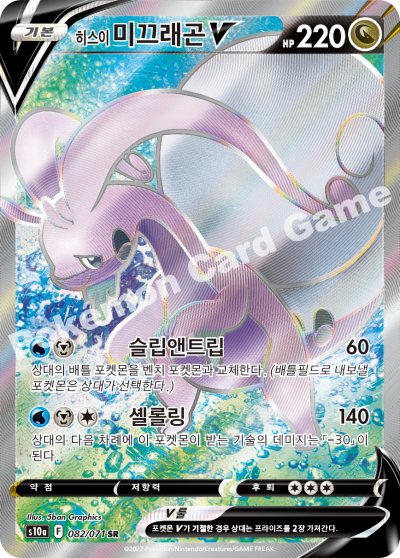 기본
히스이 미끄래곤 V
HP 220
슬립앤트립 60
상대의 배틀 포켓몬을 벤치 포켓몬과 교체한다. (배틀필드로 내보낼
포켓몬은 상대가 선택한다.)
셸롤링 140
상대의 다음 차례에 이 포켓몬이 받는 기술의 데미지는 「-30」이
된다.
약점 저항력 후퇴
Illus. 5ban Graphics
s10a F 082/071 SR
V 룰
포켓몬 V가 기절한 경우 상대는 프라이즈를 2장 가져간다.
©2022 Pokémon/Nintendo/Creatures/GAME FREAK.
Pokémon Card Game